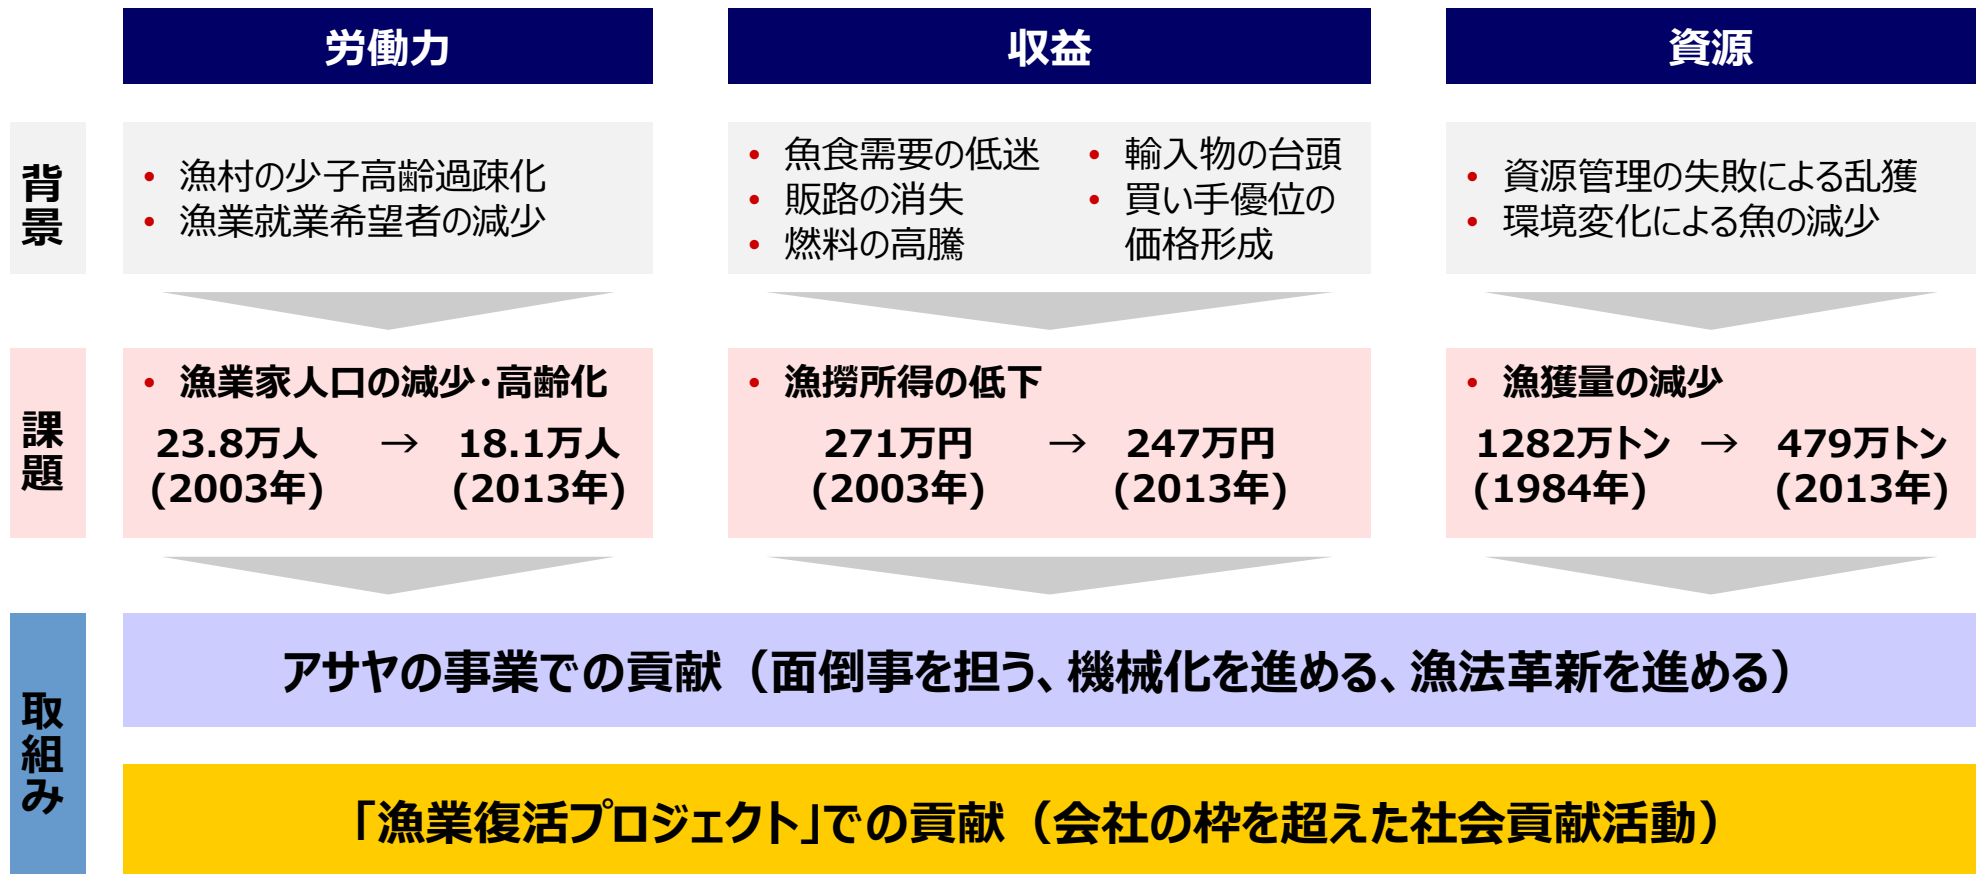 労働力
収益
資源
背景
• 漁村の少子高齢過疎化
• 漁業就業希望者の減少
• 魚食需要の低迷
• 販路の消失
• 燃料の高騰
• 輸入物の台頭
• 買い手優位の
価格形成
• 資源管理の失敗による乱獲
• 環境変化による魚の減少
課題
• 漁業家人口の減少・高齢化
23.8万人 → 18.1万人
(2003年) (2013年)
• 漁撈所得の低下
271万円 → 247万円
(2003年) (2013年)
• 漁獲量の減少
1282万トン → 479万トン
(1984年) (2013年)
取組み
アサヤの事業での貢献（面倒事を担う、機械化を進める、漁法革新を進める）
「漁業復活プロジェクト」での貢献（会社の枠を超えた社会貢献活動）